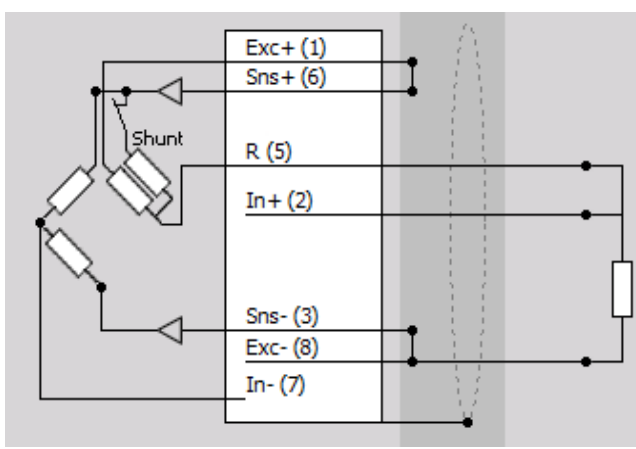 Exc+ (1)
Sns+ (6)
Shunt
R (5)
In+ (2)
Sns- (3)
Exc- (8)
In- (7)